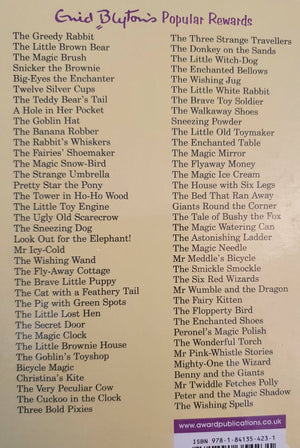 Enid Blyton's Popular Rewards
The Greedy Rabbit
The Little Brown Bear
The Magic Brush
Snicker the Brownie
Big-Eyes the Enchanter
Twelve Silver Cups
The Teddy Bear's Tail
A Hole in Her Pocket
The Goblin Hat
The Banana Robber
The Rabbit's Whiskers
The Fairies' Shoemaker
The Magic Snow-Bird
The Strange Umbrella
Pretty Star the Pony
The Tower in Ho-Ho Wood
The Little Toy Engine
The Ugly Old Scarecrow
The Sneezing Dog
Look Out for the Elephant!
Mr Icy-Cold
The Wishing Wand
The Fly-Away Cottage
The Brave Little Puppy
The Cat with a Feathery Tail
The Pig with Green Spots
The Little Lost Hen
The Secret Door
The Magic Clock
The Little Brownie House
The Goblin's Toyshop
Bicycle Magic
Christina's Kite
The Very Peculiar Cow
The Cuckoo in the Clock
Three Bold Pixies
The Three Strange Travellers
The Donkey on the Sands
The Little Witch-Dog
The Enchanted Bellows
The Wishing Jug
The Little White Rabbit
The Brave Toy Soldier
The Walkaway Shoes
Sneezing Powder
The Little Old Toymaker
The Enchanted Table
The Magic Mirror
The Flyaway Money
The Magic Ice Cream
The House with Six Legs
The Bed That Ran Away
Giants Round the Corner
The Tale of Bushy the Fox
The Magic Watering Can
The Astonishing Ladder
The Magic Needle
Mr Meddle's Bicycle
The Smickle Smockle
The Six Red Wizards
Mr Wumble and the Dragon
The Fairy Kitten
The Flopperty Bird
The Enchanted Shoes
Peronel's Magic Polish
The Wonderful Torch
Mr Pink-Whistle Stories
Mighty-One the Wizard
Benny and the Giants
Mr Twiddle Fetches Polly
Peter and the Magic Shadow
The Wishing Spells
www.awardpublications.co.uk
ISBN 978-1-84135-423-1